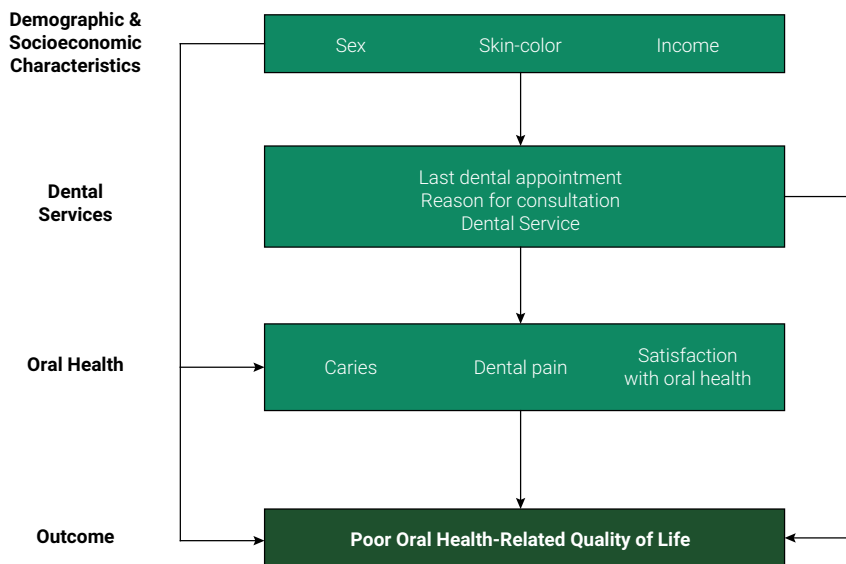 Demographic &
Socioeconomic
Characteristics
Sex Skin-color Income
Dental
Services
Last dental appointment
Reason for consultation
Dental Service
Oral Health
Caries Dental pain Satisfaction
with oral health
Outcome
Poor Oral Health-Related Quality of Life